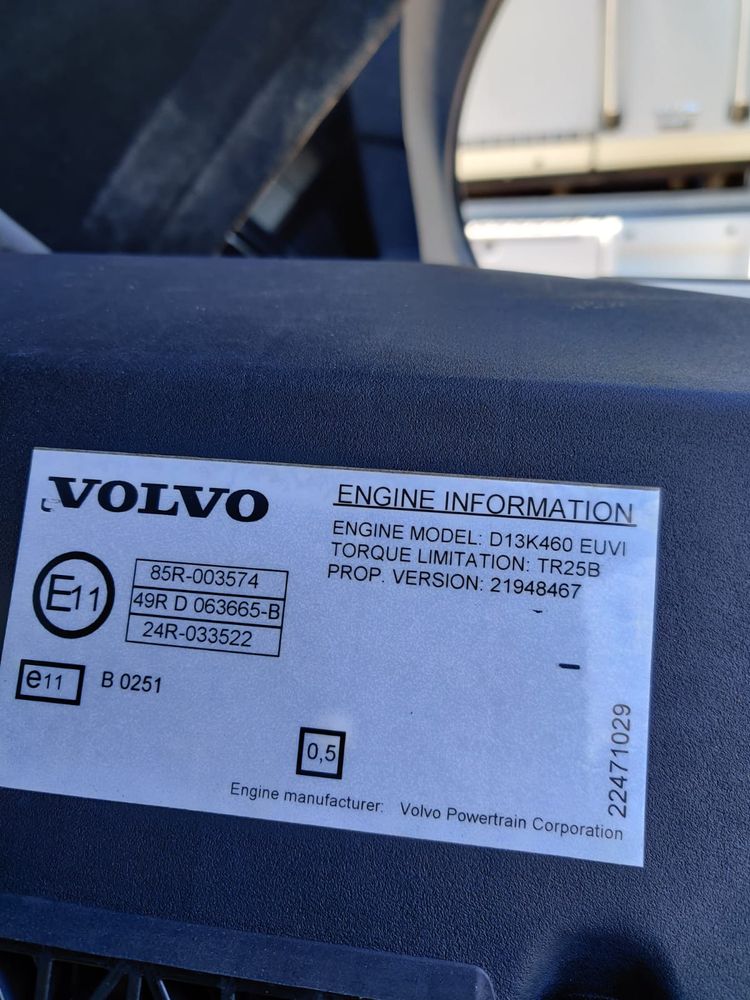 VOLVO
E11
85R-003574
49R D 063665-B
24R-033522
e11 B 0251
ENGINE INFORMATION
ENGINE MODEL: D13K460 EUVI
TORQUE LIMITATION: TR25B
PROP. VERSION: 21948467
0,5
22471029
Engine manufacturer: Volvo Powertrain Corporation